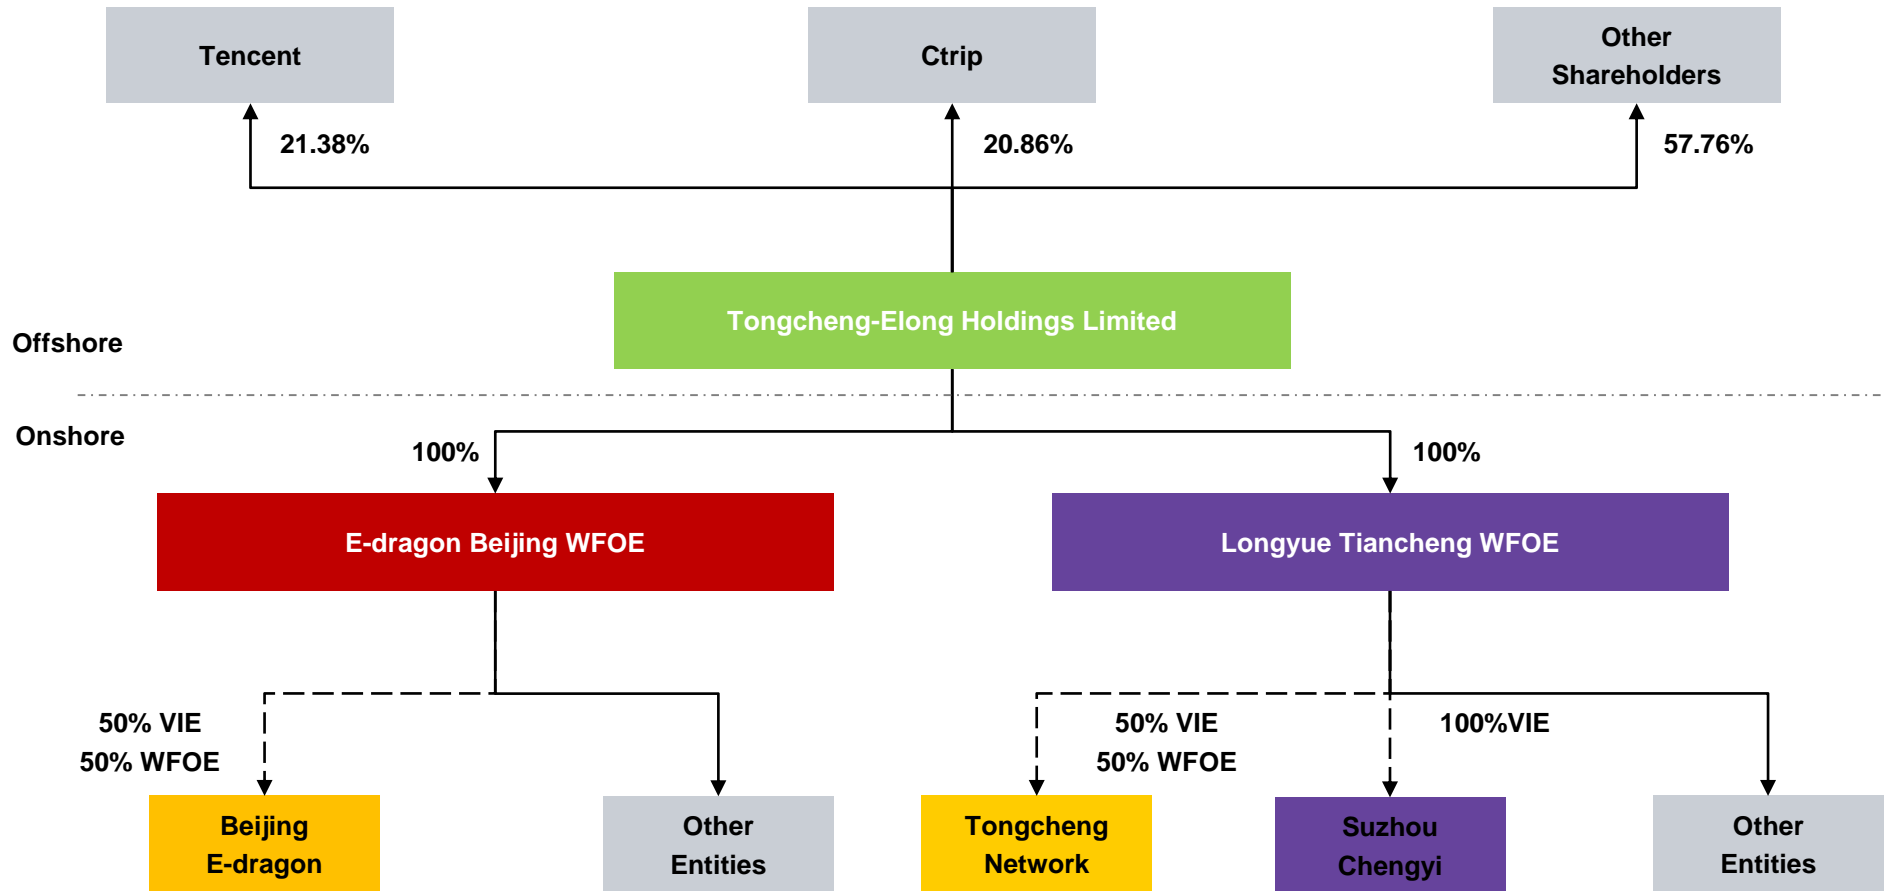 Tencent
Ctrip
Other
Shareholders
21.38%
20.86%
57.76%
Tongcheng-Elong Holdings Limited
Offshore
Onshore
100%
100%
E-dragon Beijing WFOE
Longyue Tiancheng WFOE
50% VIE
50% WFOE
50% VIE
50% WFOE
100%VIE
Beijing
E-dragon
Other
Entities
Tongcheng
Network
Suzhou
Chengyi
Other
Entities